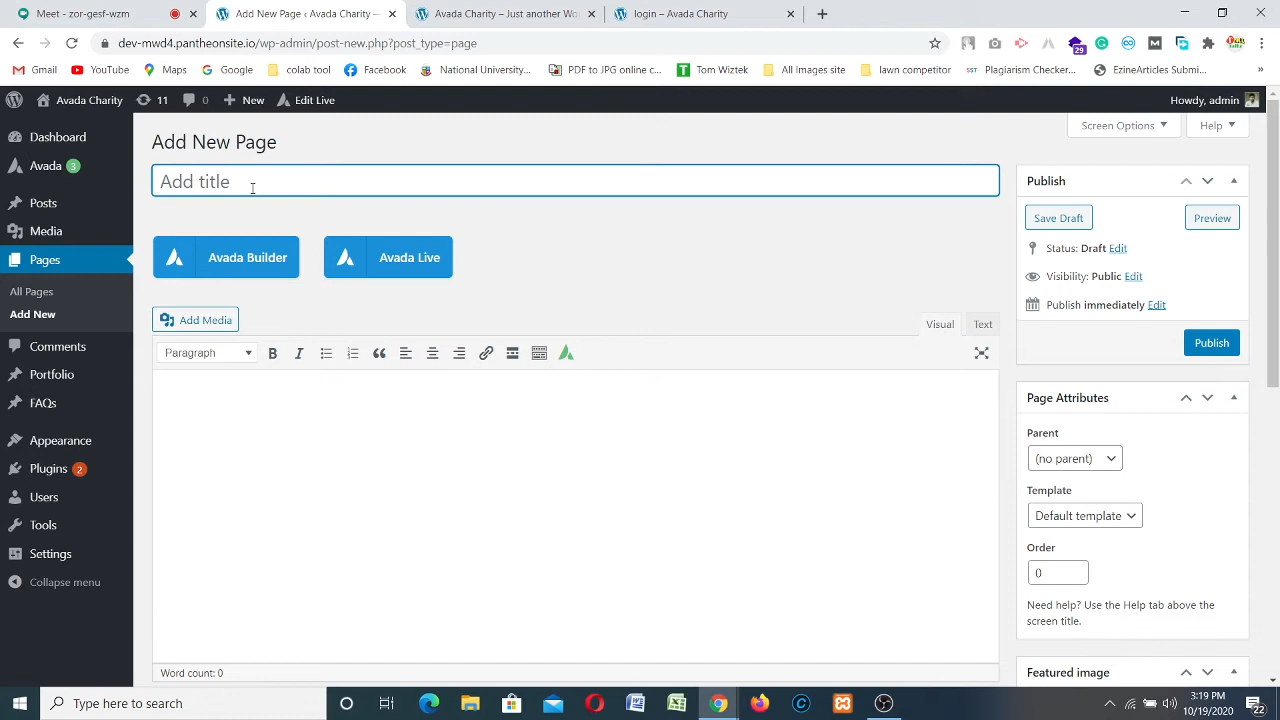 Meet - zor-gesf-wzm
Add New Page ‹ Avada Charity —
Avada Charity – Just another Wo
login – Avada Charity
dev-mwd4.pantheonsite.io/wp-admin/post-new.php?post_type=page
29
Gmail
YouTube
Maps
Google
colab tool
Facebook
National University...
PDF to JPG online c...
Tom Wiztek
All Images site
lawn competitor
SST Plagiarism Checker...
EzineArticles Submi...
»
Avada Charity
11
0
New
Edit Live
Howdy, admin
Dashboard
Avada 3
Posts
Media
Pages
All Pages
Add New
Comments
Portfolio
FAQs
Appearance
Plugins 2
Users
Tools
Settings
Collapse menu
Screen Options
Help
Add New Page
Add title
Avada Builder
Avada Live
Add Media
Visual
Text
Paragraph
B
I
Word count: 0
Publish
Save Draft
Preview
Status: Draft Edit
Visibility: Public Edit
Publish immediately Edit
Publish
Page Attributes
Parent
(no parent)
Template
Default template
Order
0
Need help? Use the Help tab above the
screen title.
Featured image
Type here to search
3:19 PM
10/19/2020
22